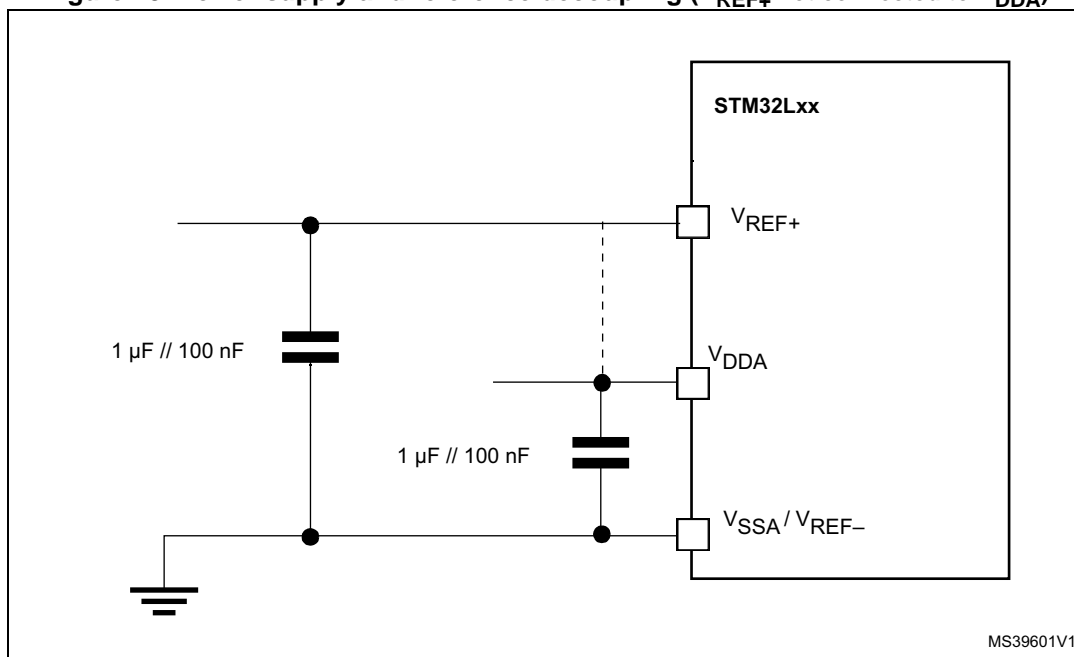 STM32Lxx
VREF+
VDDA
1 µF // 100 nF
1 µF // 100 nF
VSSA / VREF–
MS39601V1